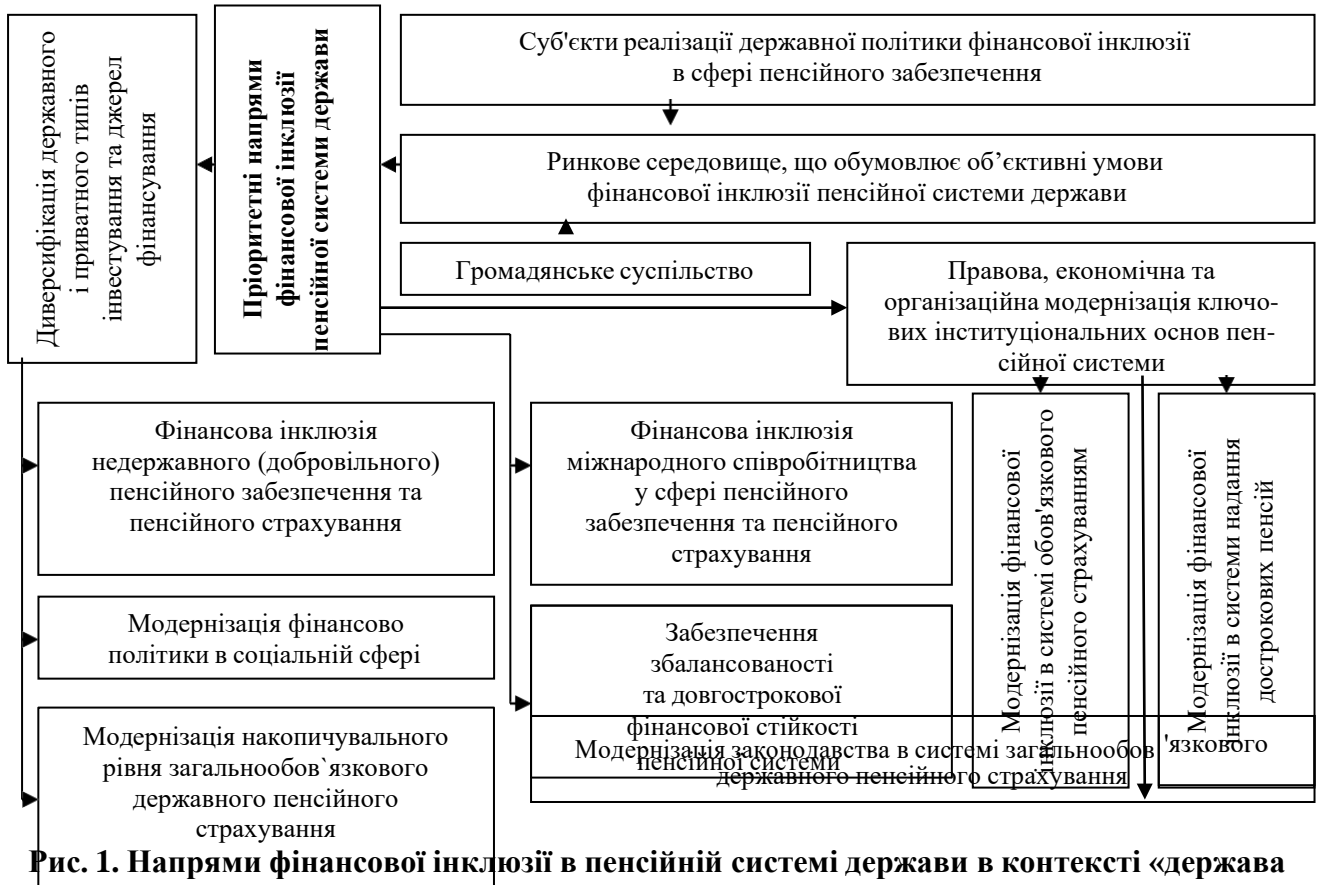 Диверсифікація державного
і приватного типів
інвестування та джерел
фінансування
Пріоритетні напрями
фінансової інклюзії
пенсійної системи держави
Суб'єкти реалізації державної політики фінансової інклюзії
в сфері пенсійного забезпечення
Ринкове середовище, що обумовлює об’єктивні умови
фінансової інклюзії пенсійної системи держави
Громадянське суспільство
Правова, економічна та
організаційна модернізація ключо-
вих інституціональних основ пен-
сійної системи
Фінансова інклюзія
недержавного (добровільного)
пенсійного забезпечення та
пенсійного страхування
Фінансова інклюзія
міжнародного співробітництва
у сфері пенсійного
забезпечення та пенсійного
страхування
Модернізація фінансової
інклюзії в системі обов'язкового
пенсійного страхуванням
Модернізація фінансової
інклюзії в системи надання
дострокових пенсій
Модернізація фінансово
політики в соціальній сфері
Забезпечення
збалансованості
та довгострокової
фінансової стійкості
пенсійної системи
Модернізація накопичувального
рівня загальнообов`язкового
державного пенсійного
страхування
Модернізація законодавства в системі загальнообов 'язкового
державного пенсійного страхування
Рис. 1. Напрями фінансової інклюзії в пенсійній системі держави в контексті «держава